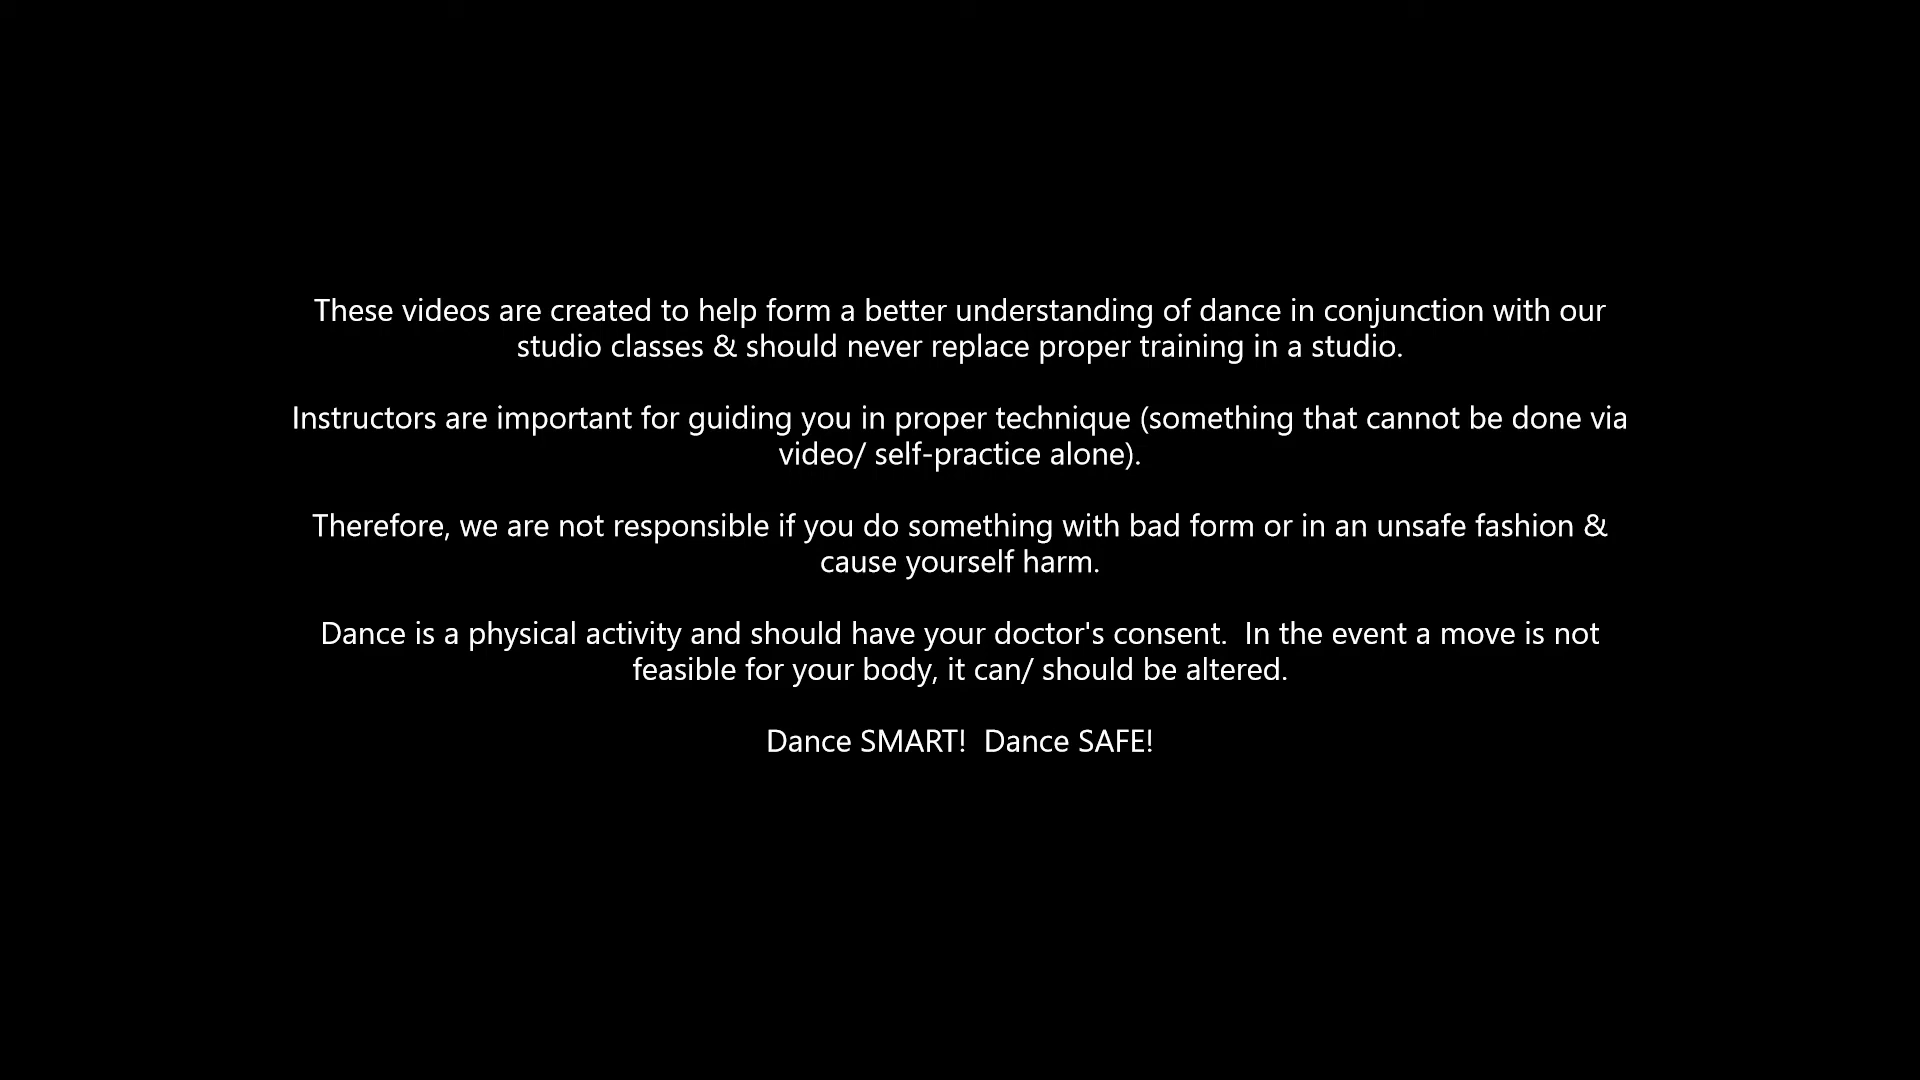 These videos are created to help form a better understanding of dance in conjunction with our
studio classes & should never replace proper training in a studio.
Instructors are important for guiding you in proper technique (something that cannot be done via
video/ self-practice alone).
Therefore, we are not responsible if you do something with bad form or in an unsafe fashion &
cause yourself harm.
Dance is a physical activity and should have your doctor's consent.  In the event a move is not
feasible for your body, it can/ should be altered.
Dance SMART!  Dance SAFE!